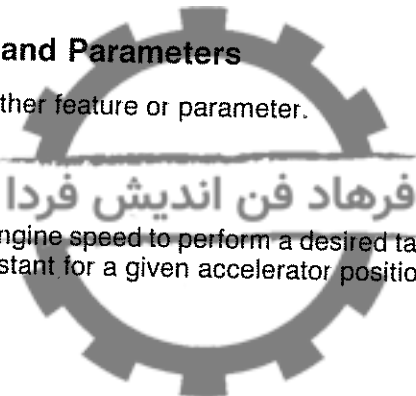 and Parameters
ther feature or parameter.
فرهاد فن اندیش فردا
ngine speed to perform a desired ta
stant for a given accelerator positio